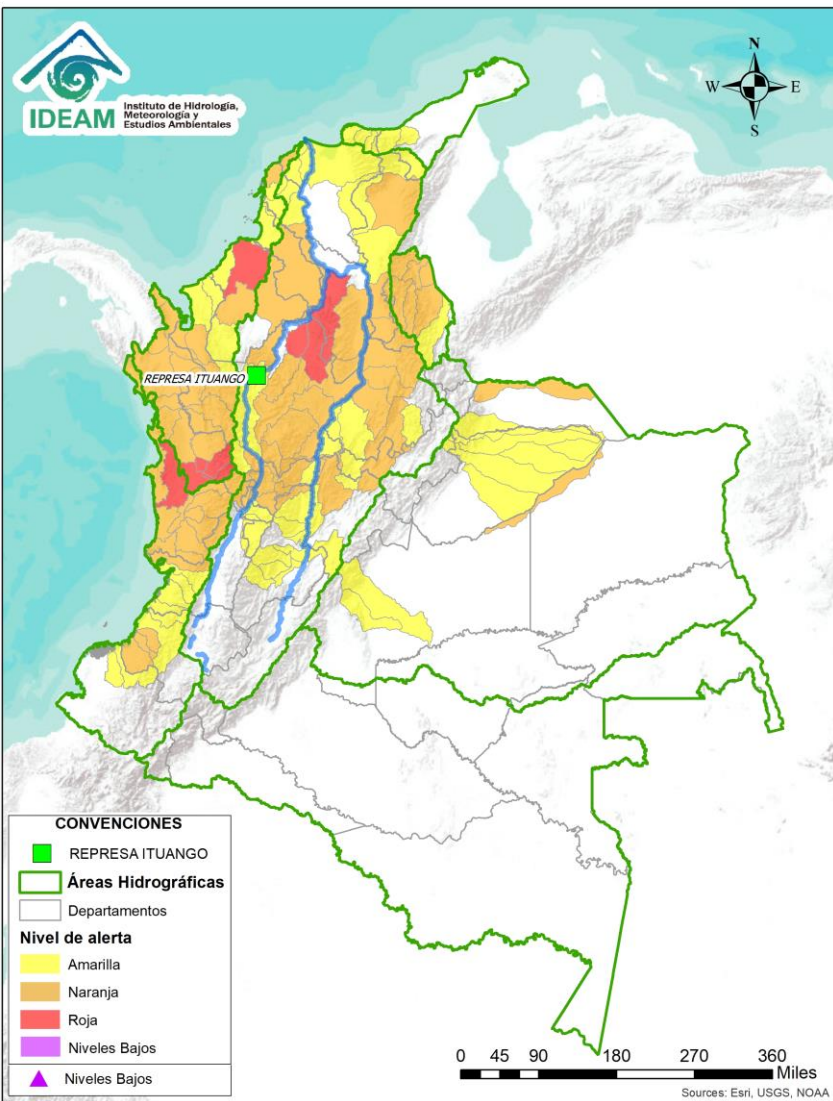 IDEAM
Instituto de Hidrología,
Meteorología y
Estudios Ambientales
N
W
E
S
REPRESA ITUANGO
CONVENCIONES
REPRESA ITUANGO
Áreas Hidrográficas
Departamentos
Nivel de alerta
Amarilla
Naranja
Roja
Niveles Bajos
Niveles Bajos
0 45 90 180 270 360
Miles
Sources: Esri, USGS, NOAA